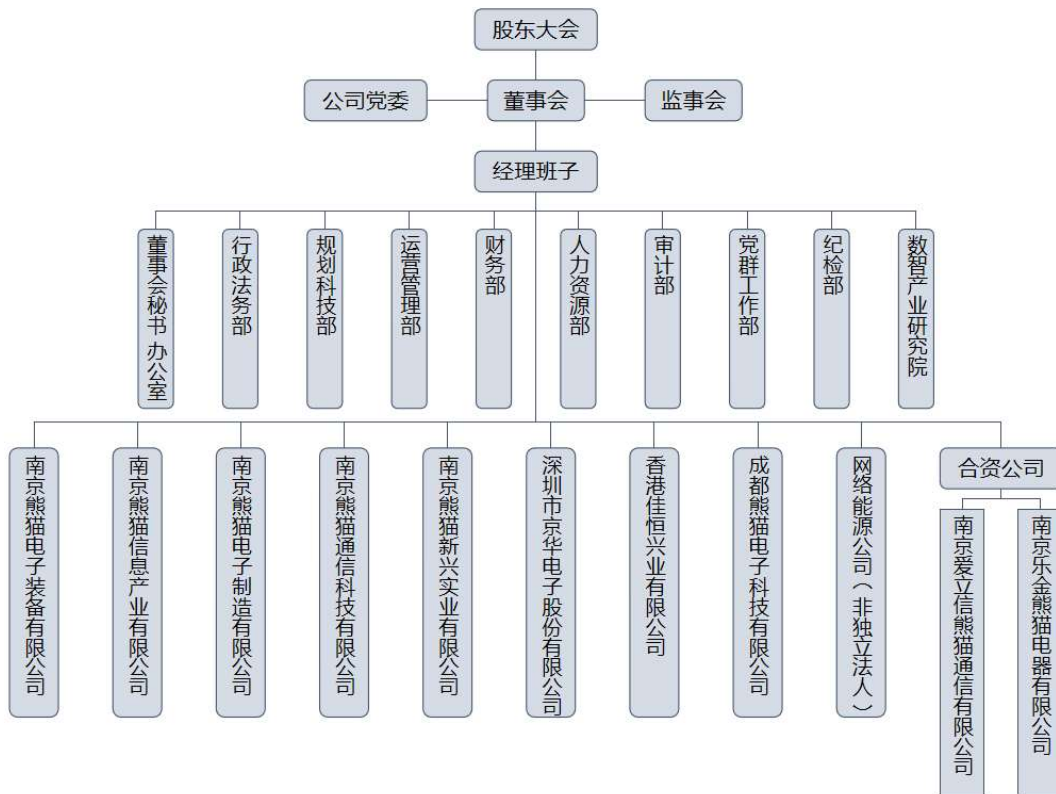 股东大会
公司党委
董事会
监事会
经理班子
董事会秘书 办公室
行政法务部
规划科技部
运营管理部
财务部
人力资源部
审计部
党群工作部
纪检部
数智产业研究院
南京熊猫电子装备有限公司
南京熊猫信息产业有限公司
南京熊猫电子制造有限公司
南京熊猫通信科技有限公司
南京熊猫新兴实业有限公司
深圳市京华电子股份有限公司
香港佳恒兴业有限公司
成都熊猫电子科技有限公司
网络能源公司（非独立法人）
合资公司
南京爱立信熊猫通信有限公司
南京乐金熊猫电器有限公司